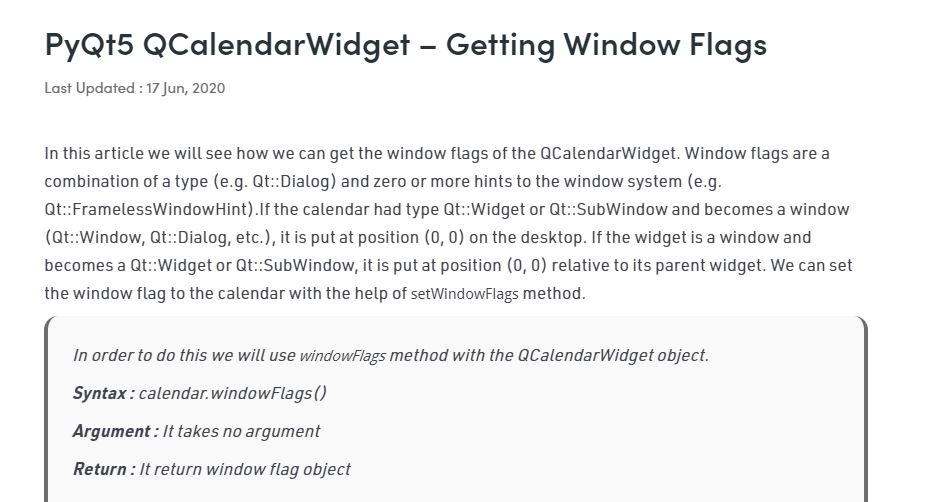 PyQt5 QCalendarWidget – Getting Window Flags
Last Updated : 17 Jun, 2020
In this article we will see how we can get the window flags of the QCalendarWidget. Window flags are a
combination of a type (e.g. Qt::Dialog) and zero or more hints to the window system (e.g.
Qt::FramelessWindowHint).If the calendar had type Qt::Widget or Qt::SubWindow and becomes a window
(Qt::Window, Qt::Dialog, etc.), it is put at position (0, 0) on the desktop. If the widget is a window and
becomes a Qt::Widget or Qt::SubWindow, it is put at position (0, 0) relative to its parent widget. We can set
the window flag to the calendar with the help of setWindowFlags method.
In order to do this we will use windowFlags method with the QCalendarWidget object.
Syntax : calendar.windowFlags()
Argument : It takes no argument
Return : It return window flag object